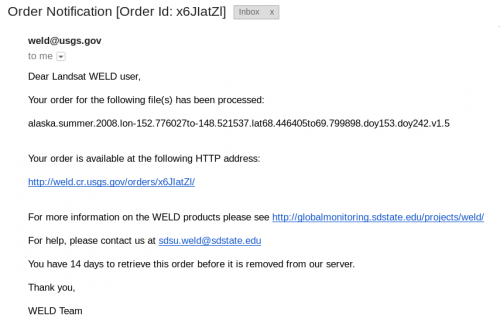 Order Notification [Order Id: x6JIatZl] Inbox x
weld@usgs.gov
to me
Dear Landsat WELD user,
Your order for the following file(s) has been processed:
alaska.summer.2008.lon-152.776027to-148.521537.lat68.446405to69.799898.doy153.doy242.v1.5
Your order is available at the following HTTP address:
http://weld.cr.usgs.gov/orders/x6JIatZl/
For more information on the WELD products please see http://globalmonitoring.sdstate.edu/projects/weld/
For help, please contact us at sdsu.weld@sdstate.edu
You have 14 days to retrieve this order before it is removed from our server.
Thank you,
WELD Team